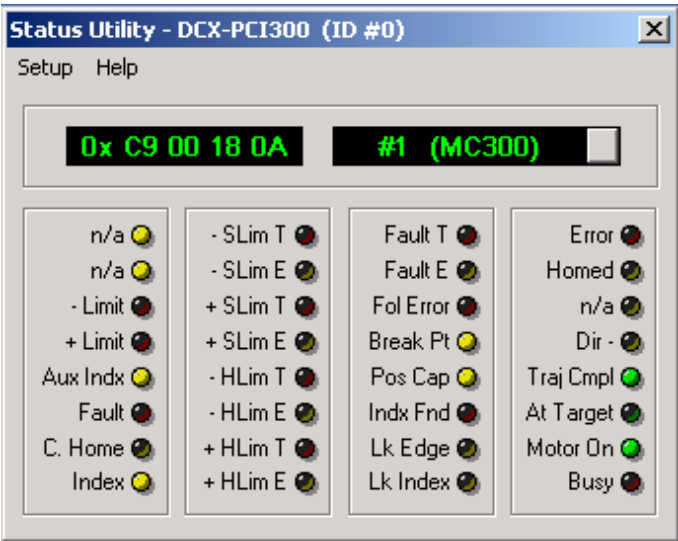 Status Utility - DCX-PCI300 (ID #0)
Setup Help
0x C9 00 18 0A
#1 (MC300)
n/a
n/a
- Limit
+ Limit
Aux Indx
Fault
C. Home
Index
- SLim T
- SLim E
+ SLim T
+ SLim E
- HLim T
- HLim E
+ HLim T
+ HLim E
Fault T
Fault E
Fol Error
Break Pt
Pos Cap
Indx Fnd
Lk Edge
Lk Index
Error
Homed
n/a
Dir -
Traj Cmpl
At Target
Motor On
Busy